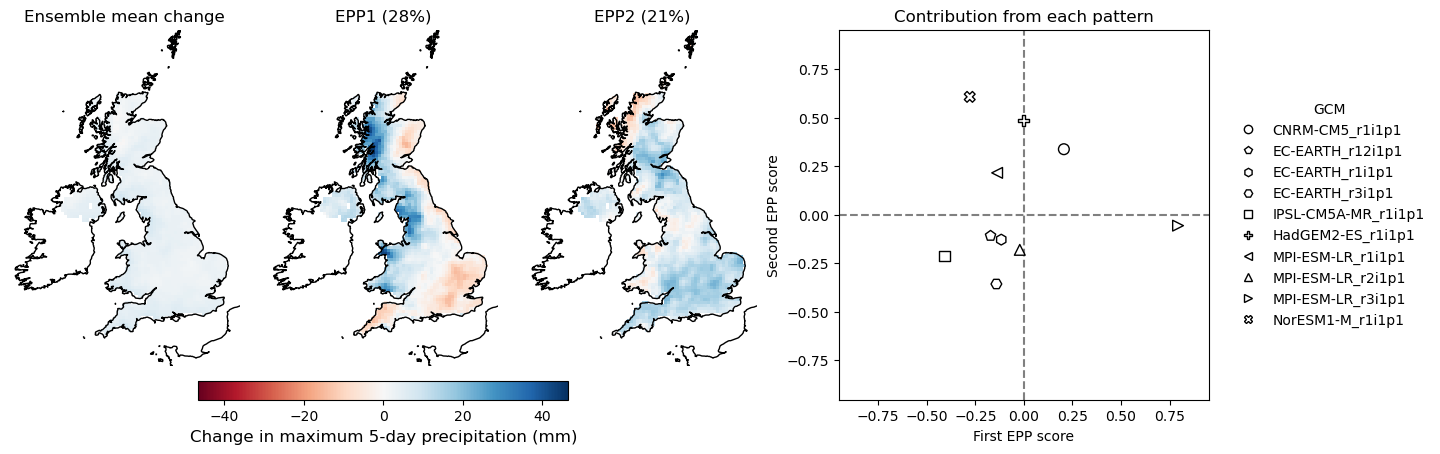 Ensemble mean change
EPP1 (28%)
EPP2 (21%)
Contribution from each pattern
−40
−20
0
20
40
Change in maximum 5-day precipitation (mm)
Second EPP score
0.75
0.50
0.25
0.00
−0.25
−0.50
−0.75
−0.75
−0.50
−0.25
0.00
0.25
0.50
0.75
First EPP score
GCM
CNRM-CM5_r1i1p1
EC-EARTH_r12i1p1
EC-EARTH_r1i1p1
EC-EARTH_r3i1p1
IPSL-CM5A-MR_r1i1p1
HadGEM2-ES_r1i1p1
MPI-ESM-LR_r1i1p1
MPI-ESM-LR_r2i1p1
MPI-ESM-LR_r3i1p1
NorESM1-M_r1i1p1